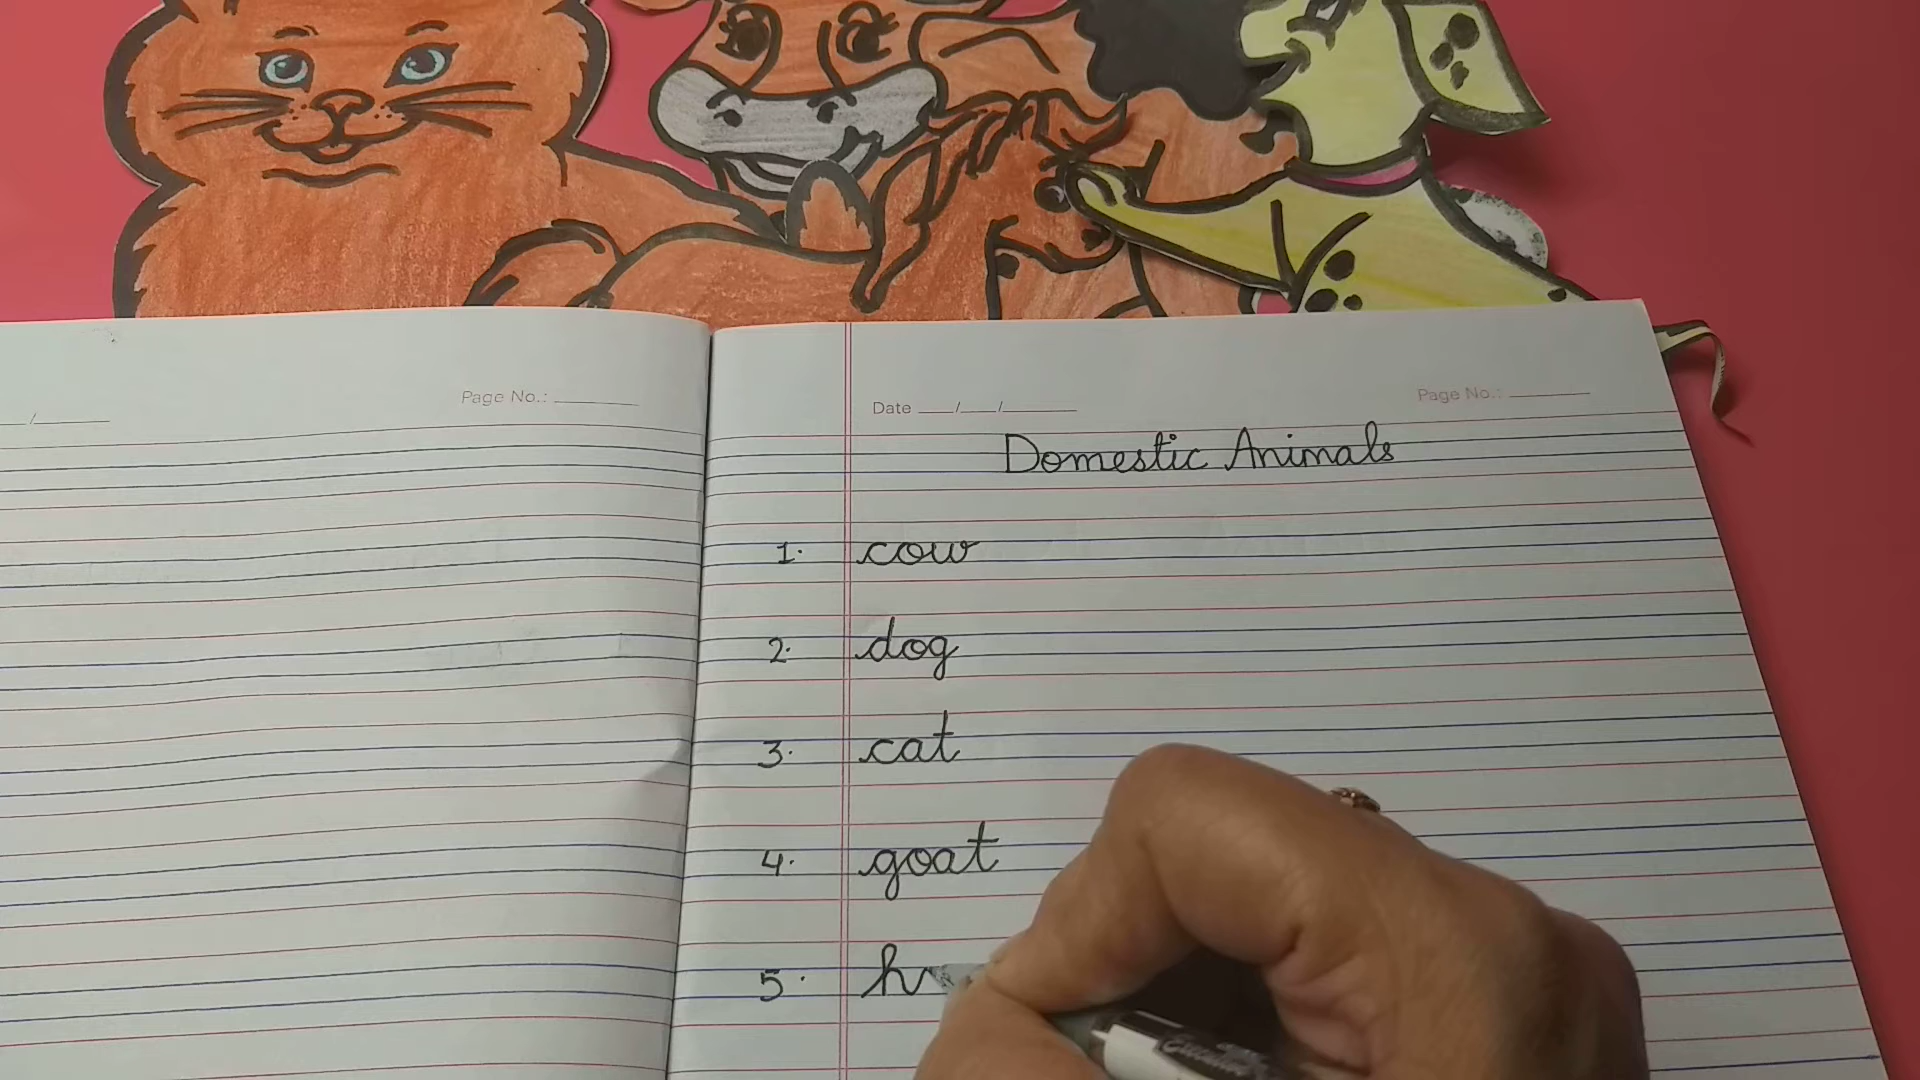 Page No.:
Date
Page No.:
Domestic Animals
1. cow
2. dog
3. cat
4. goat
5. h